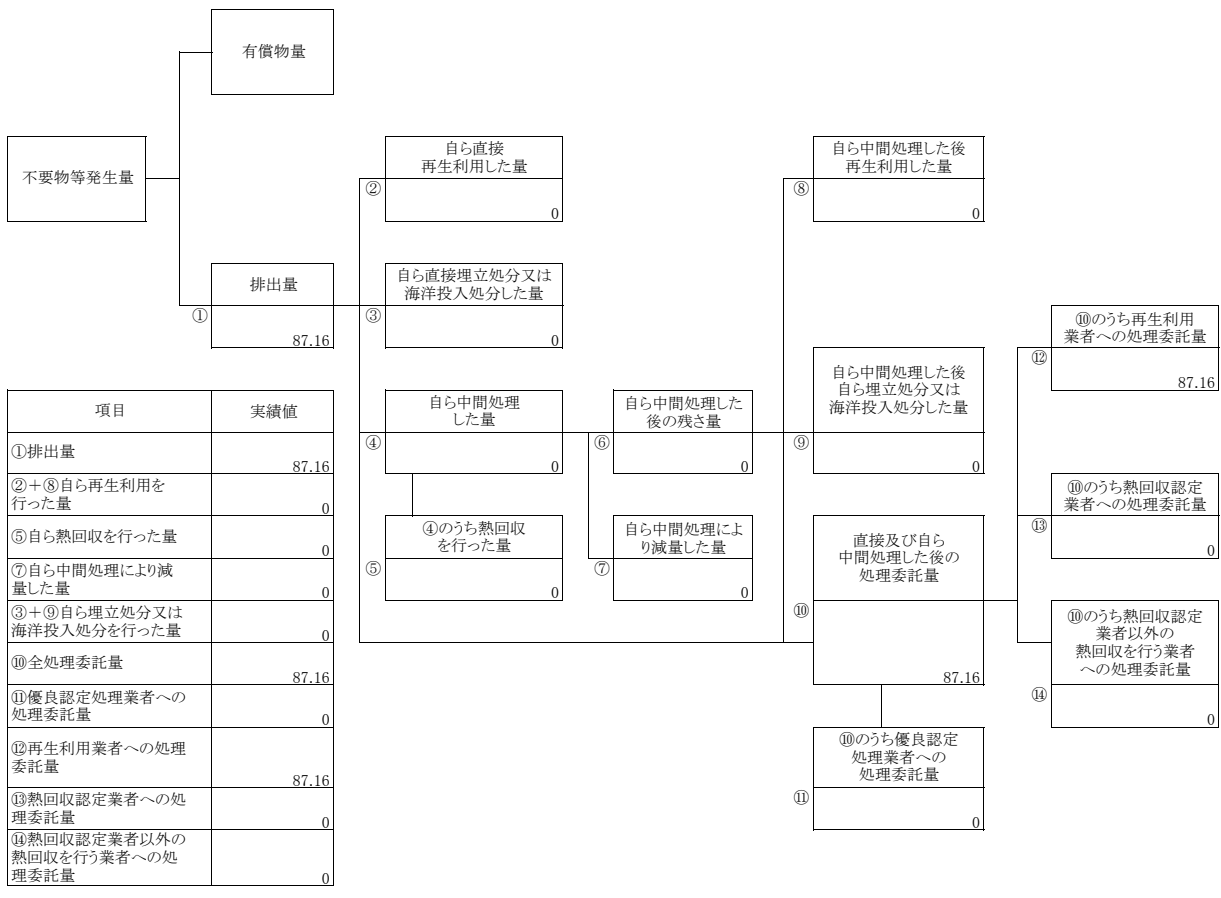 有償物量
不要物等発生量
排出量
①
87.16
自ら直接
再生利用した量
②
0
自ら直接埋立処分又は
海洋投入処分した量
③
0
自ら中間処理
した量
④
0
④のうち熱回収
を行った量
⑤
0
自ら中間処理した
後の残さ量
⑥
0
自ら中間処理によ
り減量した量
⑦
0
自ら中間処理した後
再生利用した量
⑧
0
自ら中間処理した後
自ら埋立処分又は
海洋投入処分した量
⑨
0
直接及び自ら
中間処理した後の
処理委託量
⑩
87.16
⑩のうち優良認定
処理業者への
処理委託量
⑪
0
⑩のうち再生利用
業者への処理委託量
⑫
87.16
⑩のうち熱回収認定
業者への処理委託量
⑬
0
⑩のうち熱回収認定
業者以外の
熱回収を行う業者
への処理委託量
⑭
0
項目 実績値
①排出量
87.16
②＋⑧自ら再生利用を
行った量
0
⑤自ら熱回収を行った量
0
⑦自ら中間処理により減
量した量
0
③＋⑨自ら埋立処分又は
海洋投入処分を行った量
0
⑩全処理委託量
87.16
⑪優良認定処理業者への
処理委託量
0
⑫再生利用業者への処理
委託量
87.16
⑬熱回収認定業者への処
理委託量
0
⑭熱回収認定業者以外の
熱回収を行う業者への処
理委託量
0